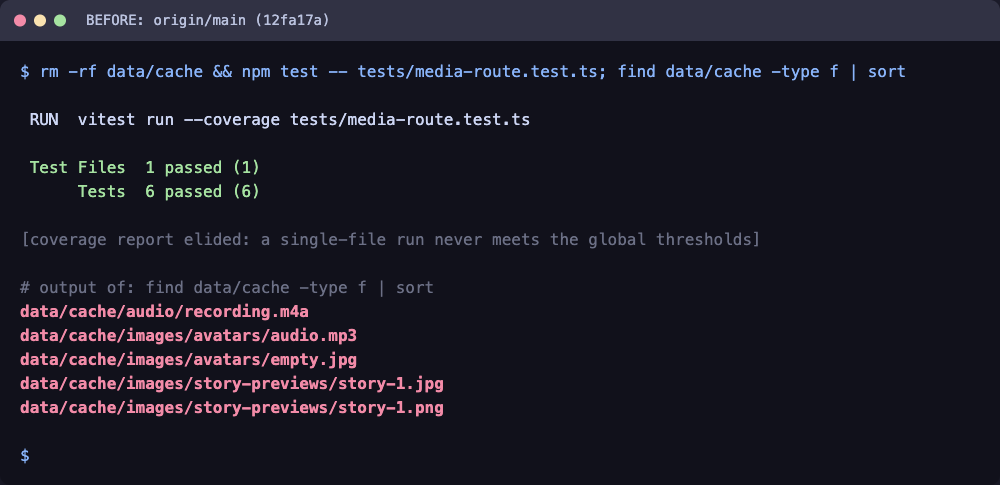 BEFORE: origin/main (12fa17a)
$ rm -rf data/cache && npm test -- tests/media-route.test.ts; find data/cache -type f | sort
RUN  vitest run --coverage tests/media-route.test.ts
Test Files  1 passed (1)
Tests  6 passed (6)
[coverage report elided: a single-file run never meets the global thresholds]
# output of: find data/cache -type f | sort
data/cache/audio/recording.m4a
data/cache/images/avatars/audio.mp3
data/cache/images/avatars/empty.jpg
data/cache/images/story-previews/story-1.jpg
data/cache/images/story-previews/story-1.png
$